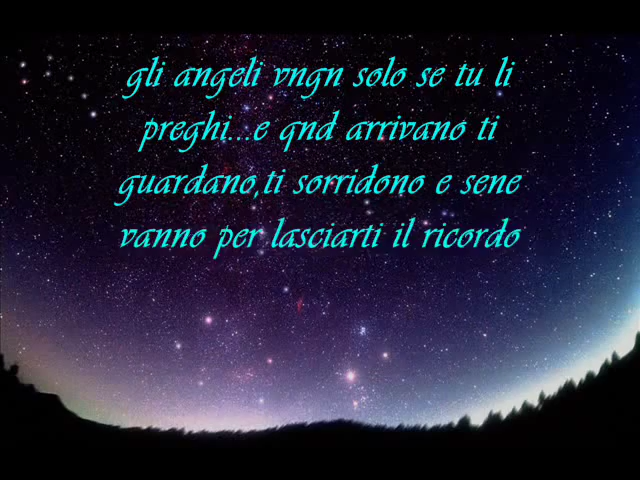 gli angeli vngn solo se tu li
preghi...e qnd arrivano ti
guardano,ti sorridono e sene
vanno per lasciarti il ricordo